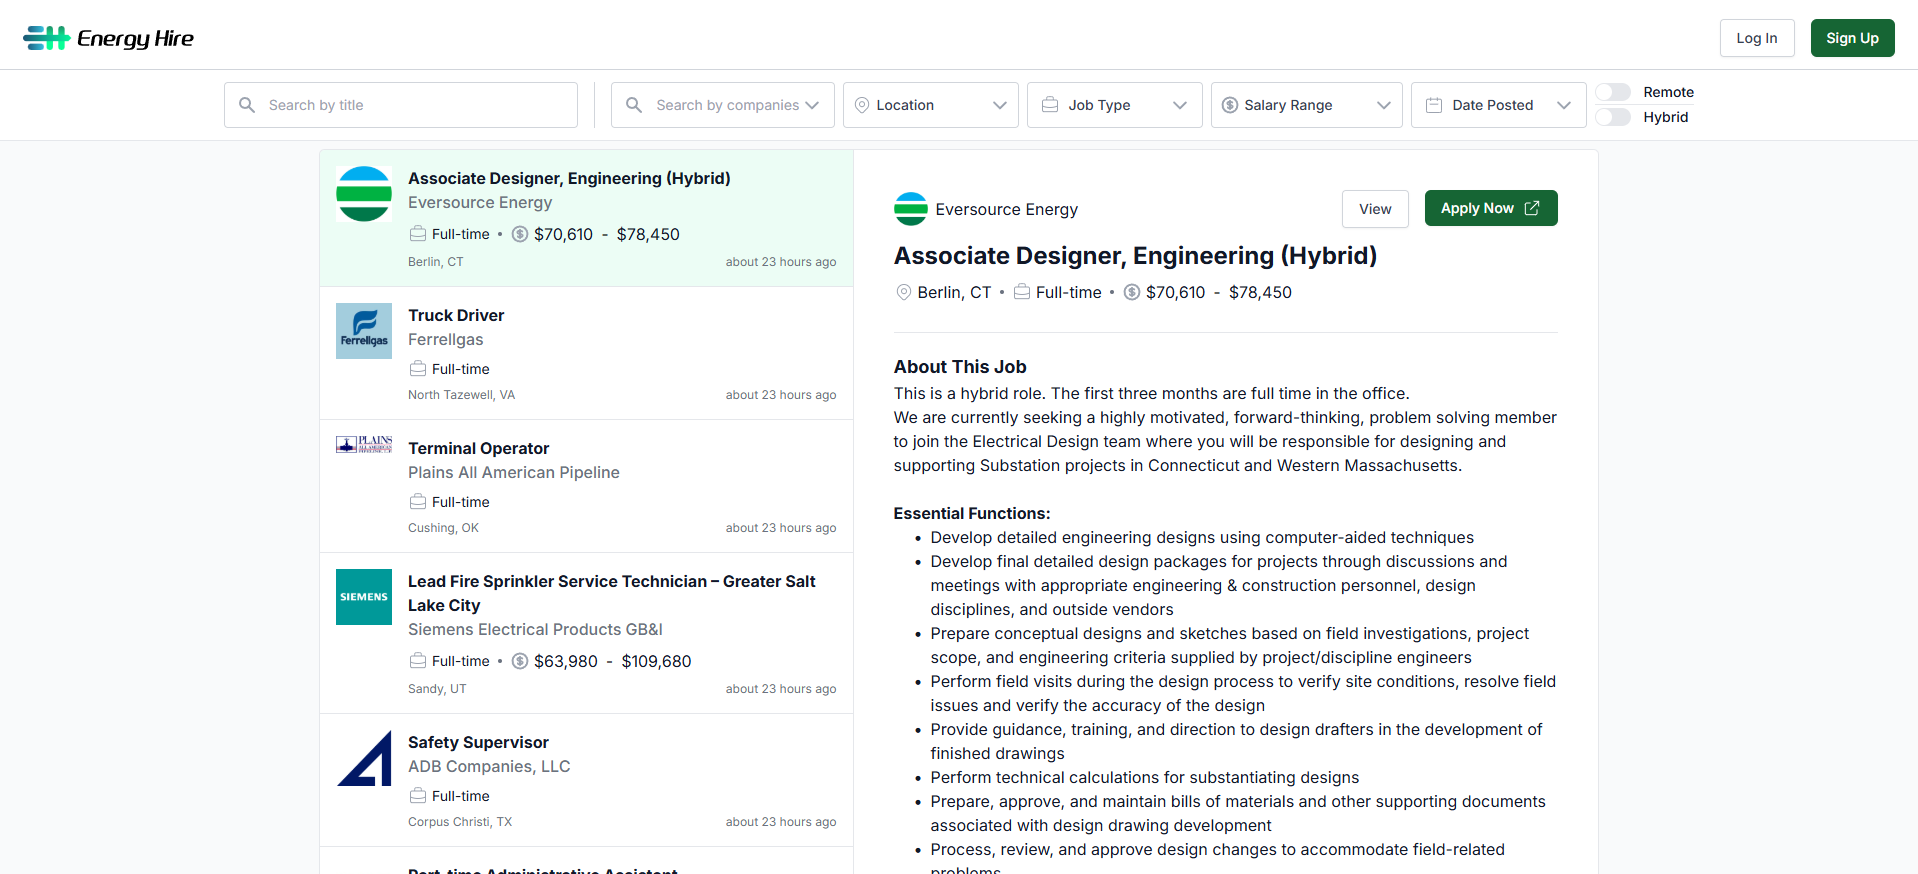 Energy Hire
Log In
Sign Up
Search by title
Search by companies
Location
Job Type
Salary Range
Date Posted
Remote
Hybrid
Associate Designer, Engineering (Hybrid)
Eversource Energy
Full-time • $70,610 - $78,450
Berlin, CT
about 23 hours ago
Ferrellgas
Truck Driver
Ferrellgas
Full-time
North Tazewell, VA
about 23 hours ago
PLAINS
ALL AMERICAN
PIPELINE, L.P.
Terminal Operator
Plains All American Pipeline
Full-time
Cushing, OK
about 23 hours ago
SIEMENS
Lead Fire Sprinkler Service Technician – Greater Salt
Lake City
Siemens Electrical Products GB&I
Full-time • $63,980 - $109,680
Sandy, UT
about 23 hours ago
Safety Supervisor
ADB Companies, LLC
Full-time
Corpus Christi, TX
about 23 hours ago
Part-time Administrative Assistant
Eversource Energy
View
Apply Now
Associate Designer, Engineering (Hybrid)
Berlin, CT • Full-time • $70,610 - $78,450
About This Job
This is a hybrid role. The first three months are full time in the office.
We are currently seeking a highly motivated, forward-thinking, problem solving member
to join the Electrical Design team where you will be responsible for designing and
supporting Substation projects in Connecticut and Western Massachusetts.
Essential Functions:
• Develop detailed engineering designs using computer-aided techniques
• Develop final detailed design packages for projects through discussions and
meetings with appropriate engineering & construction personnel, design
disciplines, and outside vendors
• Prepare conceptual designs and sketches based on field investigations, project
scope, and engineering criteria supplied by project/discipline engineers
• Perform field visits during the design process to verify site conditions, resolve field
issues and verify the accuracy of the design
• Provide guidance, training, and direction to design drafters in the development of
finished drawings
• Perform technical calculations for substantiating designs
• Prepare, approve, and maintain bills of materials and other supporting documents
associated with design drawing development
• Process, review, and approve design changes to accommodate field-related
problems